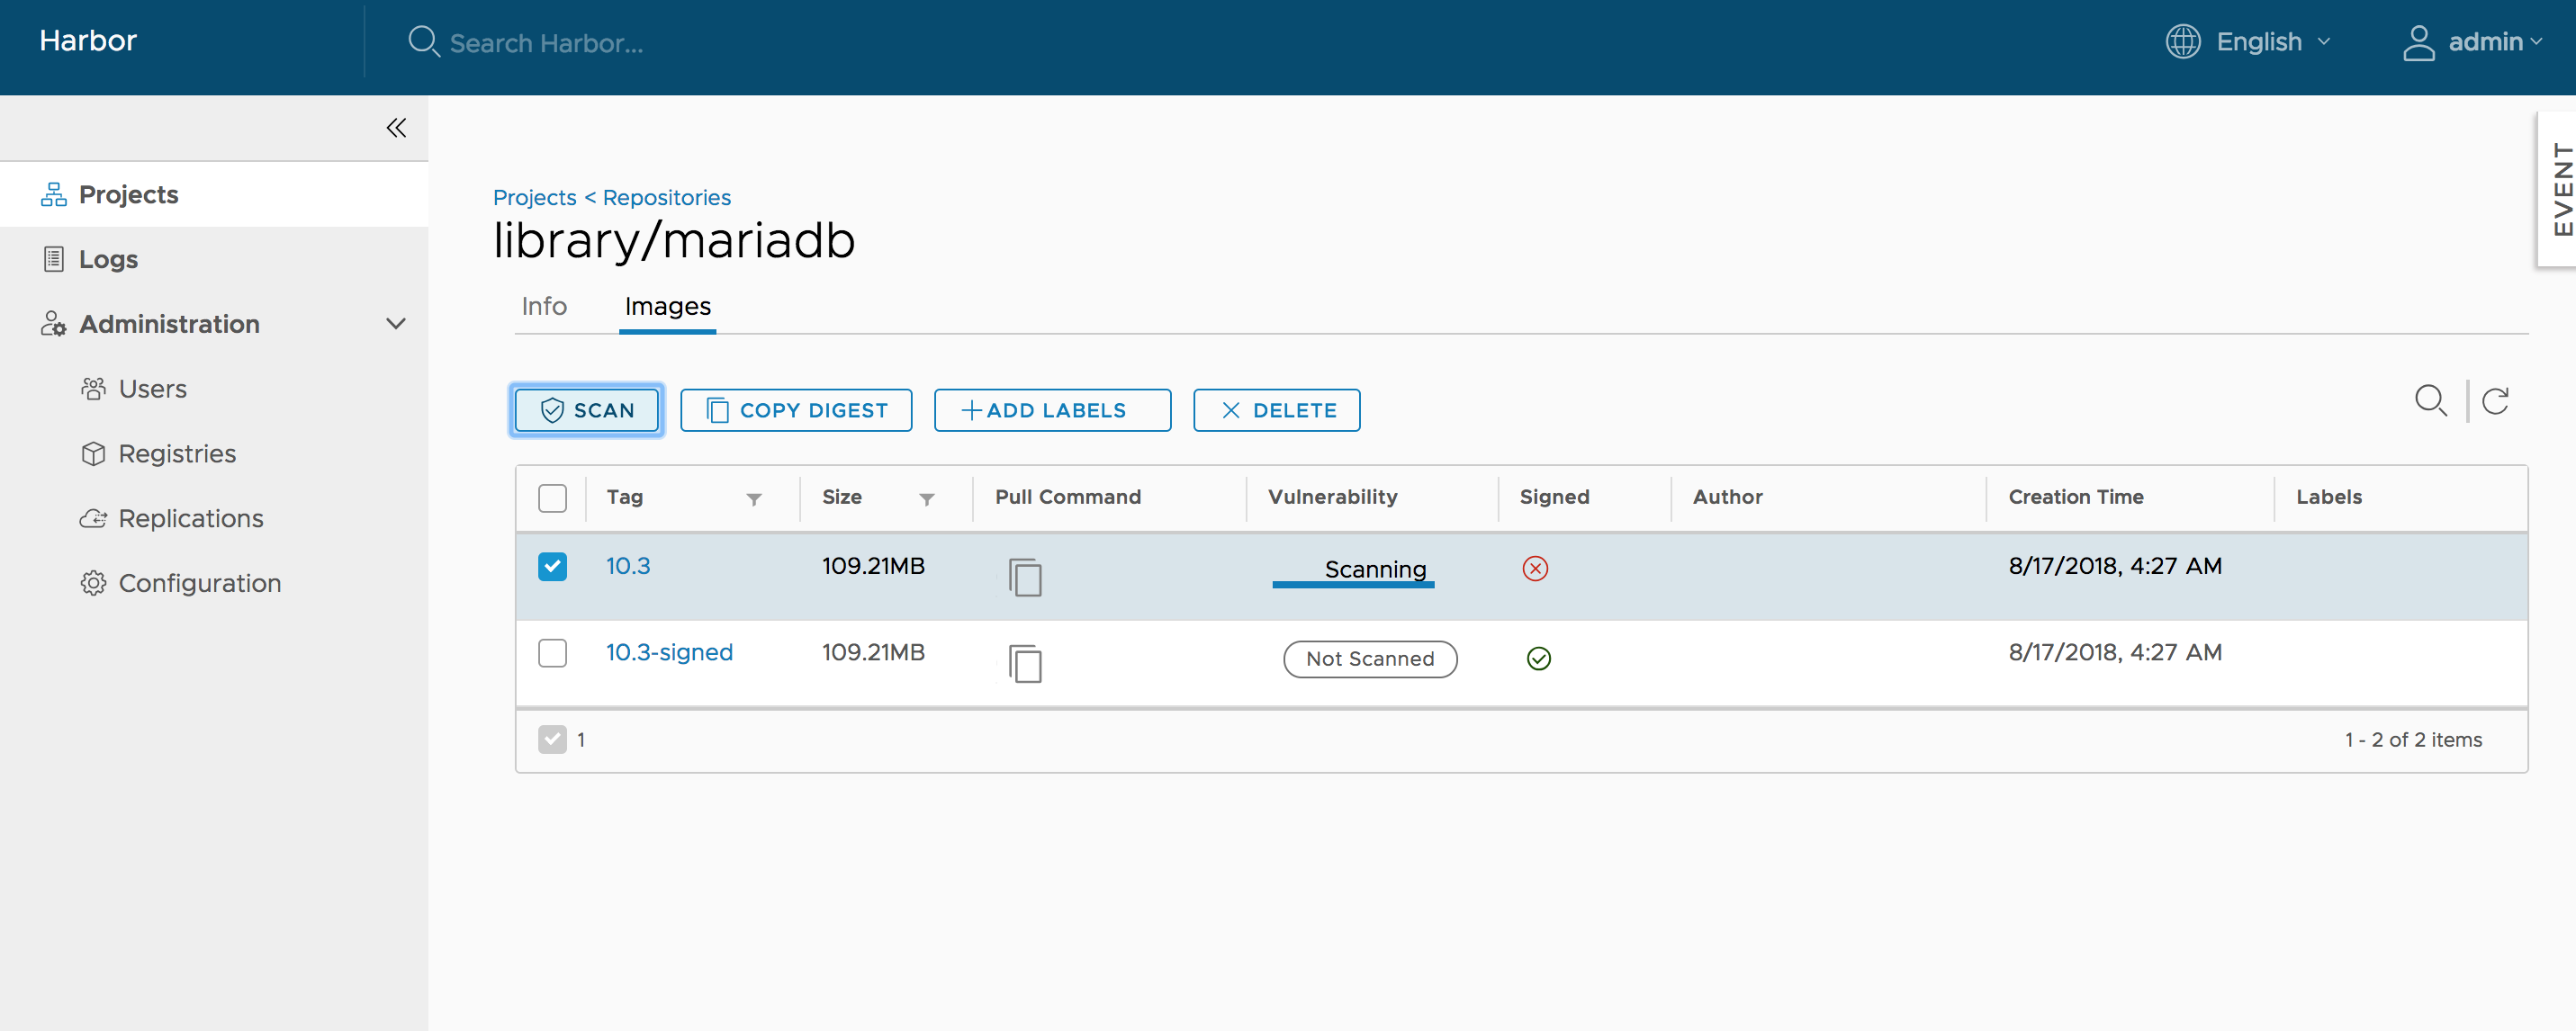 Harbor
Search Harbor...
English
admin
EVENT
Projects
Logs
Administration
Users
Registries
Replications
Configuration
Projects < Repositories
library/mariadb
Info Images
SCAN COPY DIGEST ADD LABELS DELETE
Tag Size Pull Command Vulnerability Signed Author Creation Time Labels
10.3 109.21MB Scanning 8/17/2018, 4:27 AM
10.3-signed 109.21MB Not Scanned 8/17/2018, 4:27 AM
1 1 - 2 of 2 items